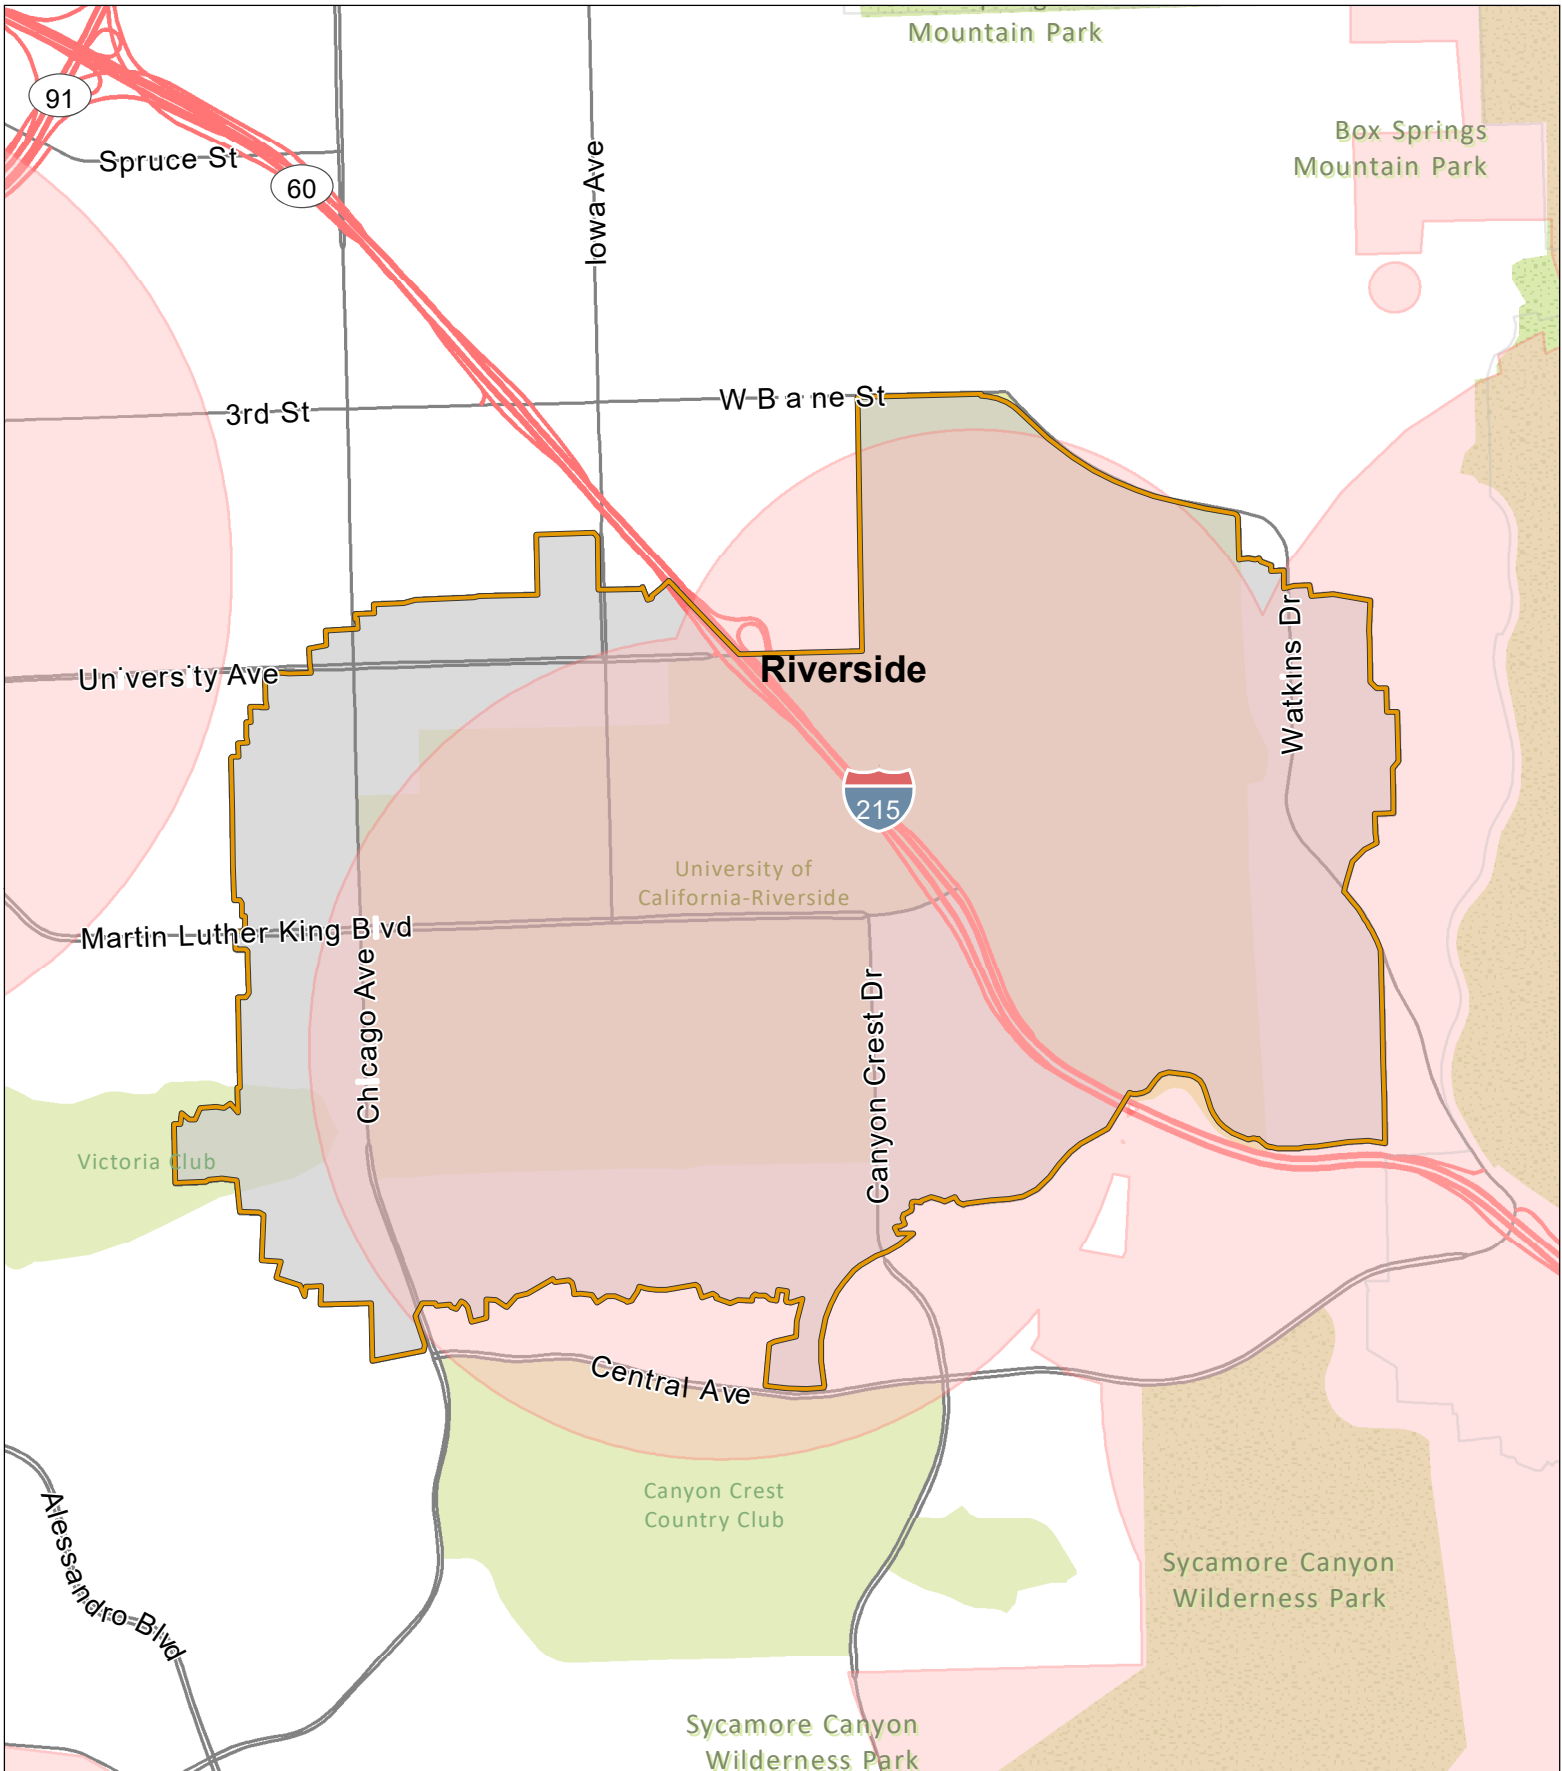 Mountain Park
91
Box Springs
Mountain Park
Spruce St
60
Iowa Ave
W B a ne St
3rd St
Riverside
University Ave
Watkins Dr
215
University of
California-Riverside
Martin Luther King B vd
Chicago Ave
Canyon Crest Dr
Victoria Club
Central Ave
Canyon Crest
Country Club
Alessandro Blvd
Sycamore Canyon
Wilderness Park
Sycamore Canyon
Wilderness Park